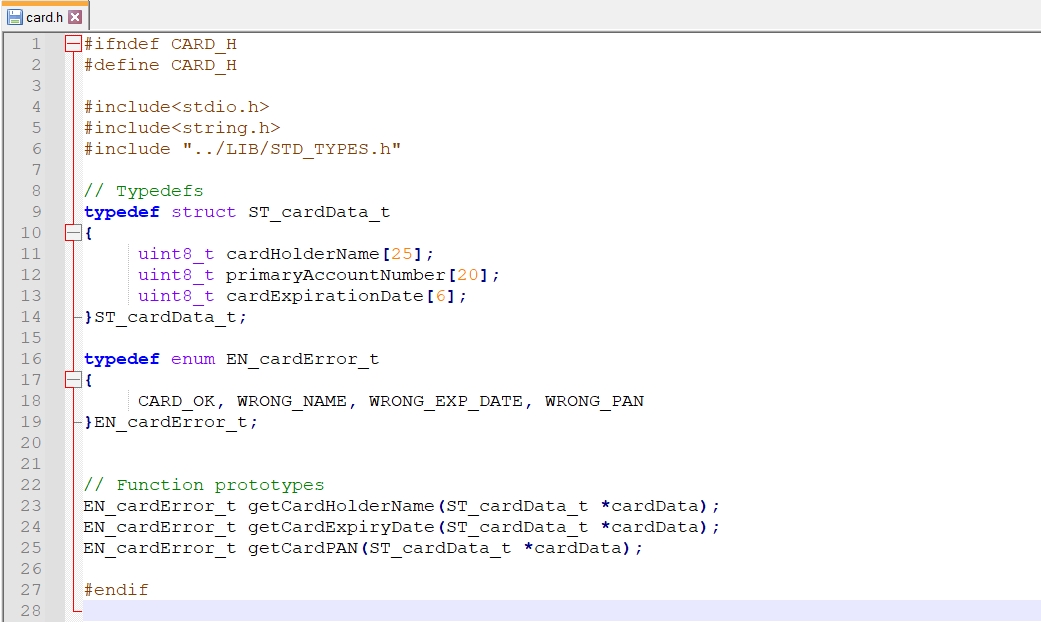 card.h
1 #ifndef CARD_H
2 #define CARD_H
3
4 #include<stdio.h>
5 #include<string.h>
6 #include "../LIB/STD_TYPES.h"
7
8 // Typedefs
9 typedef struct ST_cardData_t
10 {
11 uint8_t cardHolderName[25];
12 uint8_t primaryAccountNumber[20];
13 uint8_t cardExpirationDate[6];
14 }ST_cardData_t;
15
16 typedef enum EN_cardError_t
17 {
18 CARD_OK, WRONG_NAME, WRONG_EXP_DATE, WRONG_PAN
19 }EN_cardError_t;
20
21
22 // Function prototypes
23 EN_cardError_t getCardHolderName(ST_cardData_t *cardData);
24 EN_cardError_t getCardExpiryDate(ST_cardData_t *cardData);
25 EN_cardError_t getCardPAN(ST_cardData_t *cardData);
26
27 #endif
28